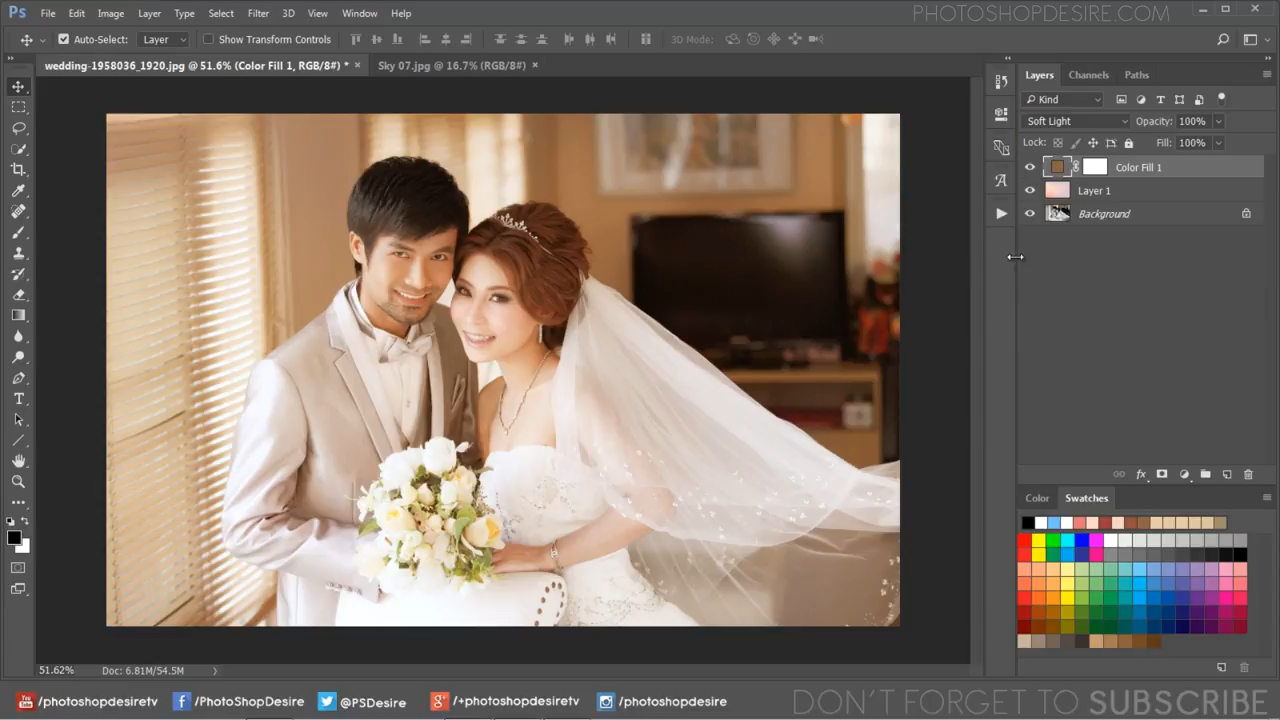 Ps File Edit Image Layer Type Select Filter 3D View Window Help
PHOTOSHOPDESIRE.COM
Auto-Select: Layer Show Transform Controls 3D Mode:
wedding-1958036_1920.jpg @ 51.6% (Color Fill 1, RGB/8#) * × Sky 07.jpg @ 16.7% (RGB/8#) ×
Layers Channels Paths
Kind
Soft Light Opacity: 100%
Lock: Fill: 100%
Color Fill 1
Layer 1
Background
Color Swatches
51.62% Doc: 6.81M/54.5M
/photoshopdesiretv /PhotoShopDesire @PSDesire /+photoshopdesiretv /photoshopdesire
DON'T FORGET TO SUBSCRIBE